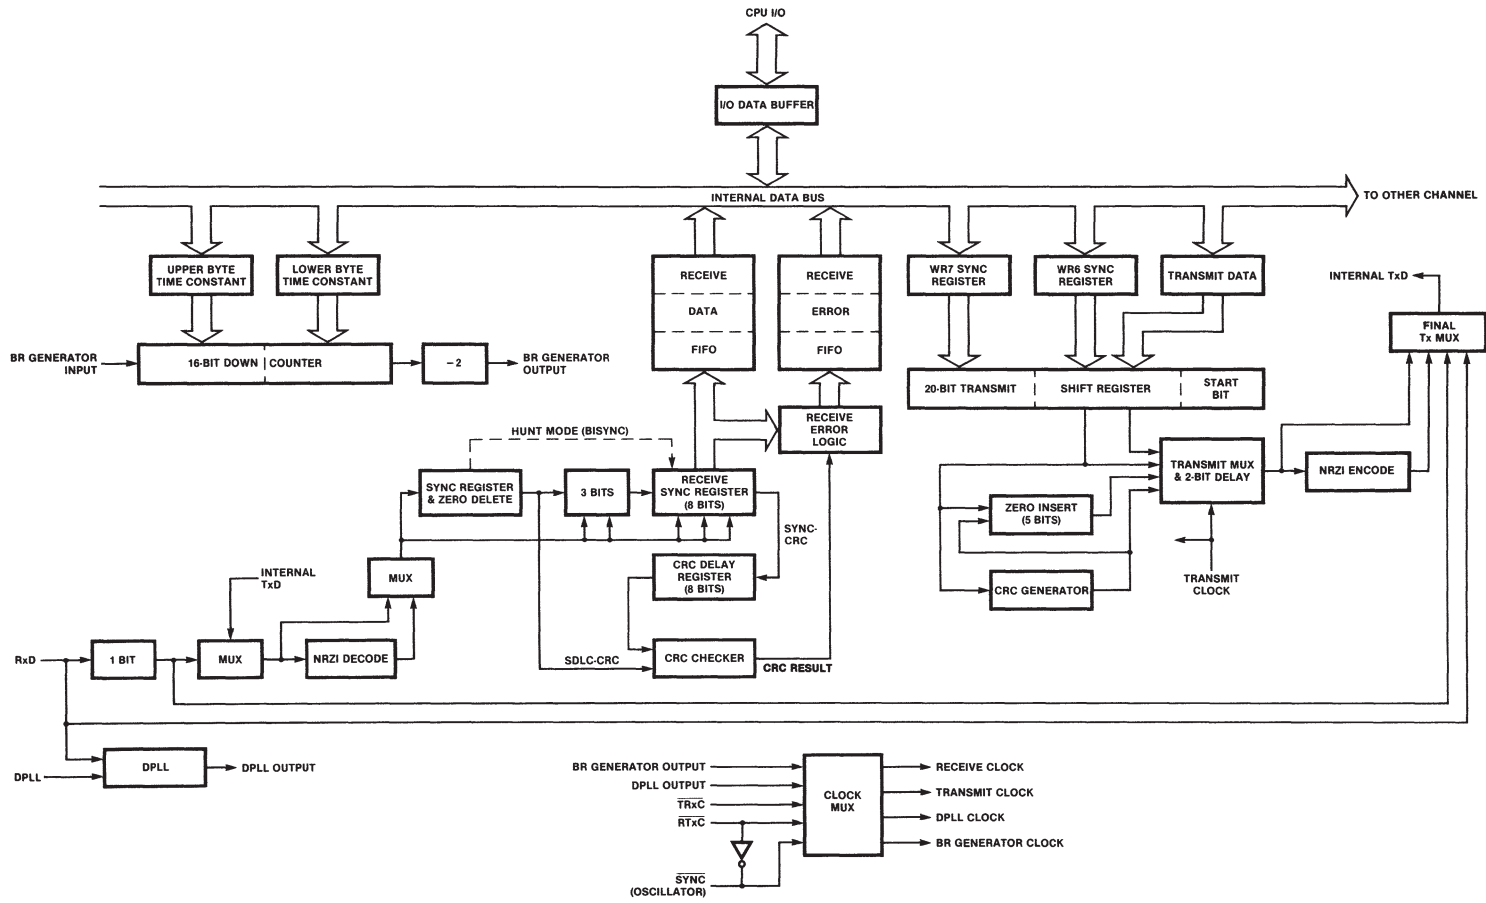 CPU I/O
I/O DATA BUFFER
INTERNAL DATA BUS
TO OTHER CHANNEL
UPPER BYTE
TIME CONSTANT
LOWER BYTE
TIME CONSTANT
BR GENERATOR
INPUT
16-BIT DOWN
COUNTER
– 2
BR GENERATOR
OUTPUT
RECEIVE
DATA
FIFO
RECEIVE
ERROR
FIFO
WR7 SYNC
REGISTER
WR6 SYNC
REGISTER
TRANSMIT DATA
INTERNAL TxD
FINAL
Tx MUX
20-BIT TRANSMIT
SHIFT REGISTER
START
BIT
RECEIVE
ERROR
LOGIC
HUNT MODE (BISYNC)
SYNC REGISTER
& ZERO DELETE
3 BITS
RECEIVE
SYNC REGISTER
(8 BITS)
SYNC-
CRC
TRANSMIT MUX
& 2-BIT DELAY
NRZI ENCODE
ZERO INSERT
(5 BITS)
CRC GENERATOR
TRANSMIT
CLOCK
CRC DELAY
REGISTER
(8 BITS)
MUX
INTERNAL
TxD
RxD
1 BIT
MUX
NRZI DECODE
SDLC-CRC
CRC CHECKER
CRC RESULT
DPLL
DPLL
DPLL OUTPUT
BR GENERATOR OUTPUT
DPLL OUTPUT
TRxC
RTxC
SYNC
(OSCILLATOR)
CLOCK
MUX
RECEIVE CLOCK
TRANSMIT CLOCK
DPLL CLOCK
BR GENERATOR CLOCK